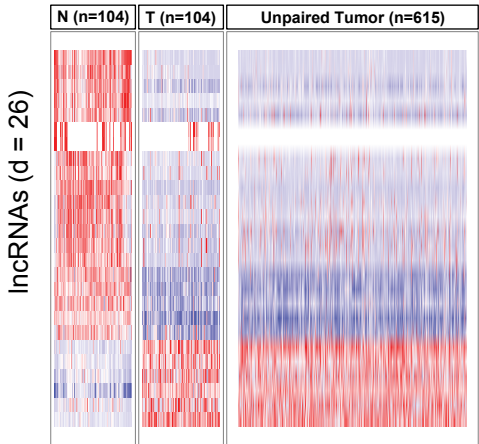 N (n=104) T (n=104) Unpaired Tumor (n=615)
lncRNAs (d = 26)